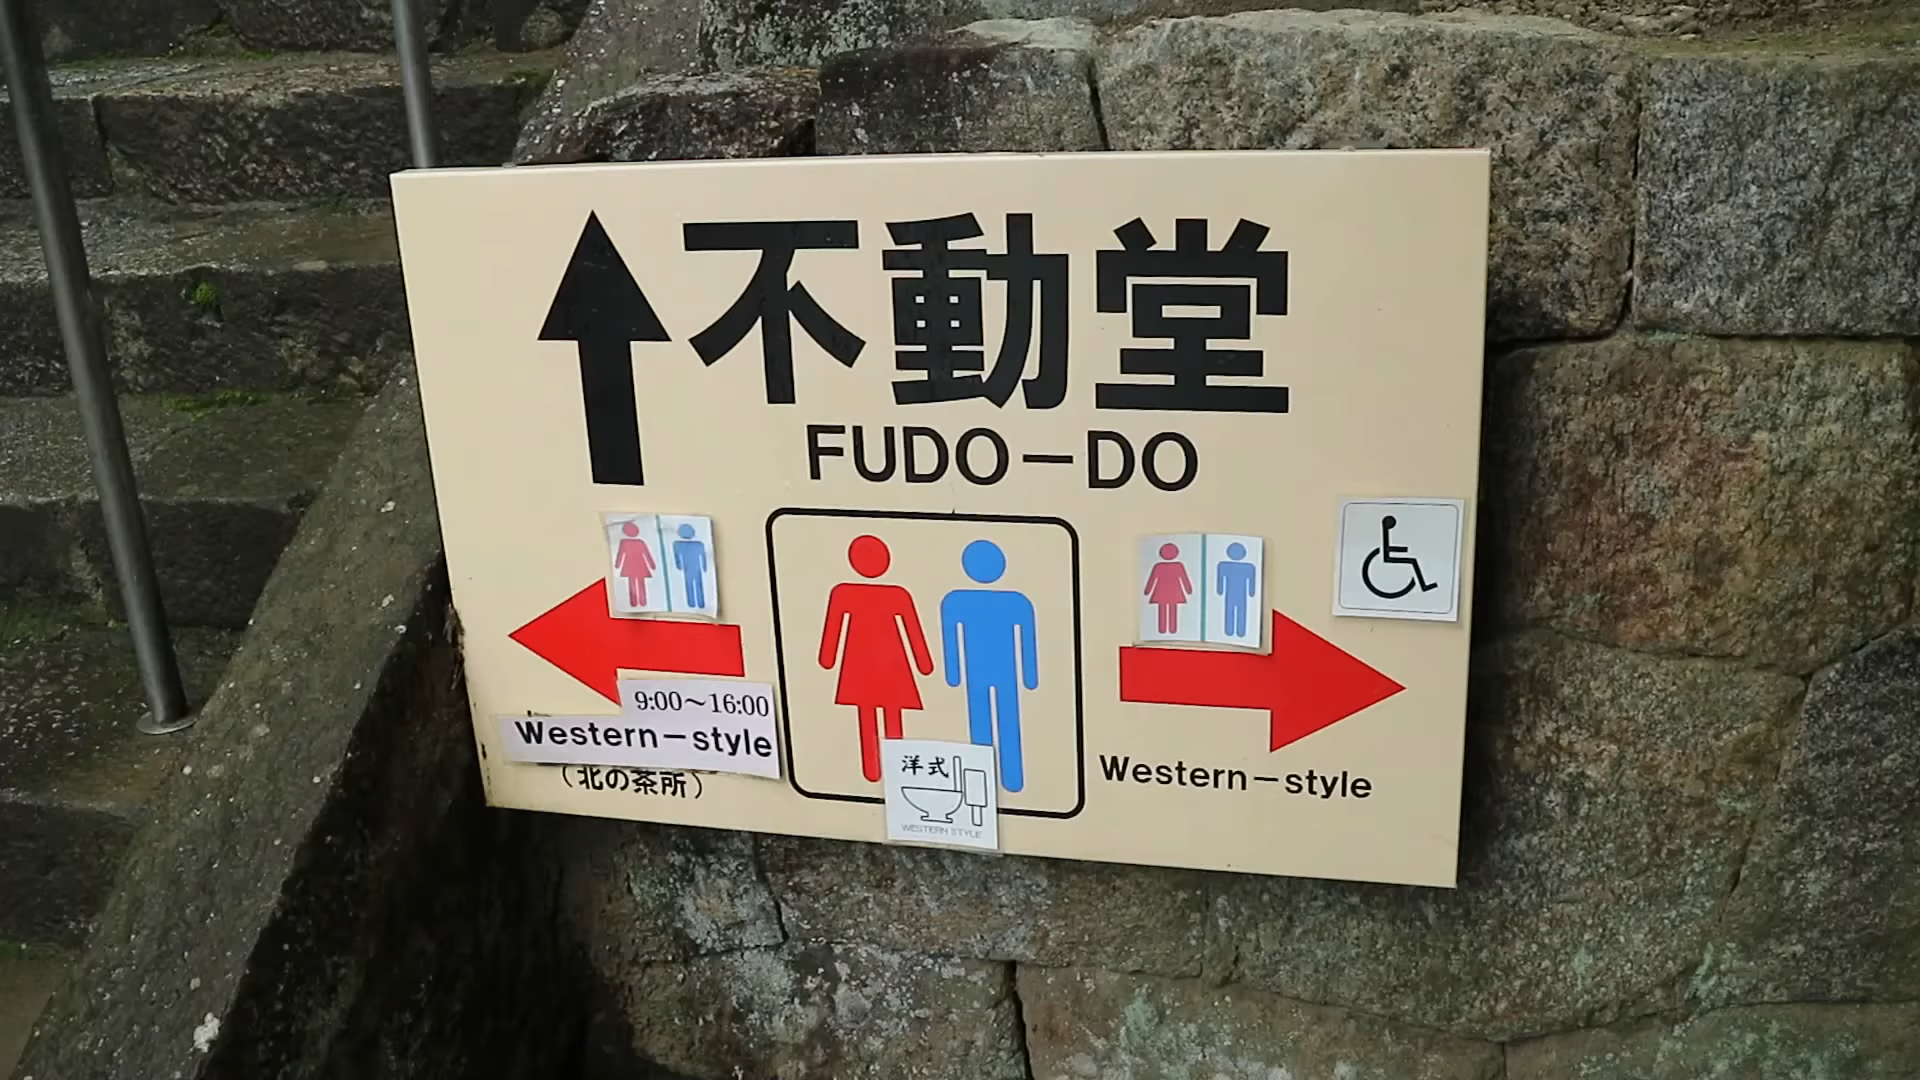 不動堂
FUDO-DO
9:00～16:00
Western-style
(北の茶所)
洋式
WESTERN STYLE
Western-style